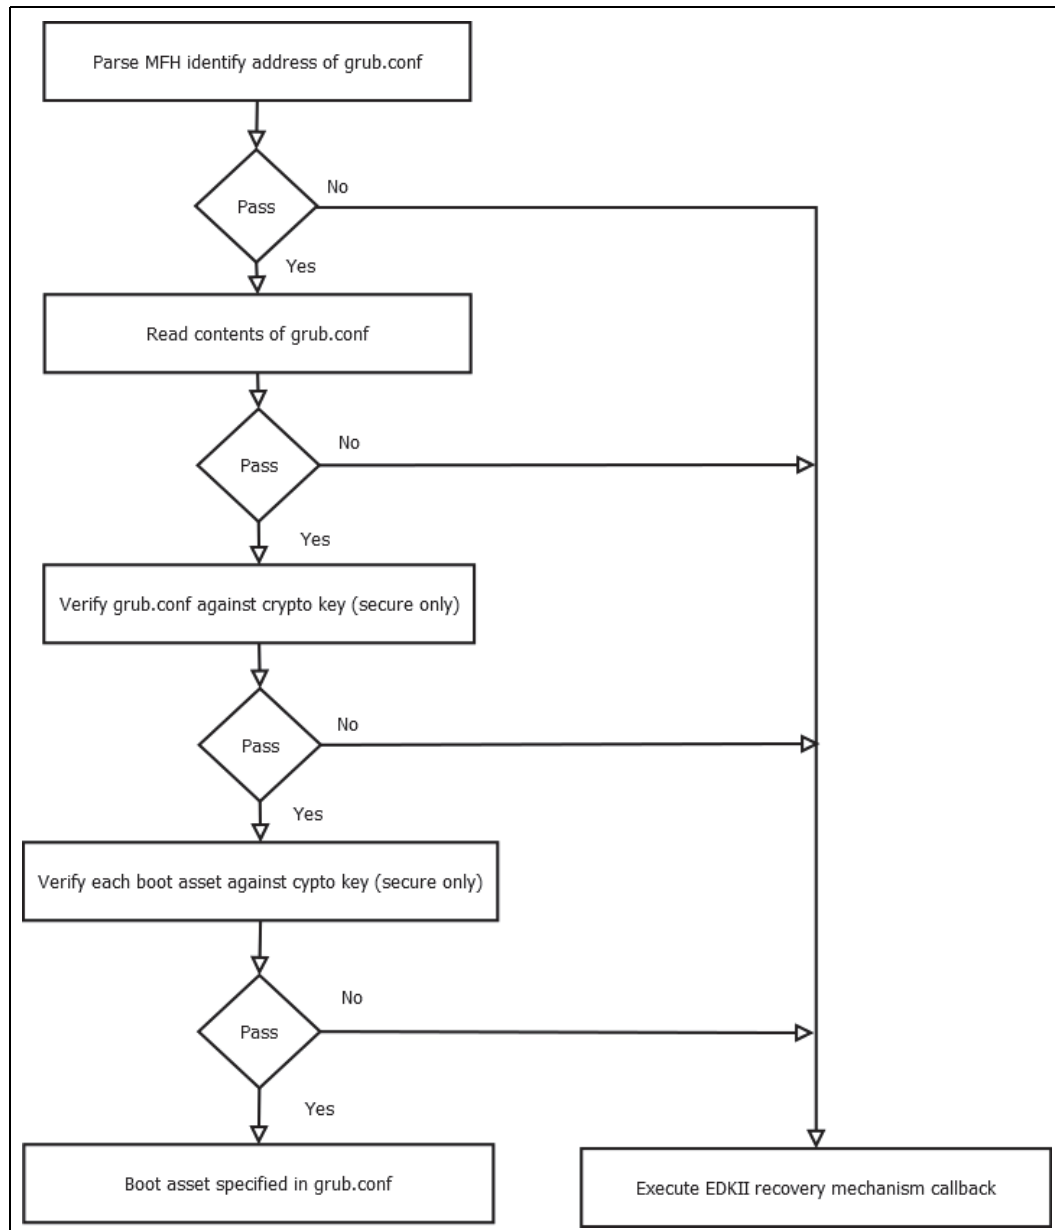 Parse MFH identify address of grub.conf
Pass
No
Yes
Read contents of grub.conf
Pass
No
Yes
Verify grub.conf against crypto key (secure only)
Pass
No
Yes
Verify each boot asset against cypto key (secure only)
Pass
No
Yes
Boot asset specified in grub.conf
Execute EDKII recovery mechanism callback